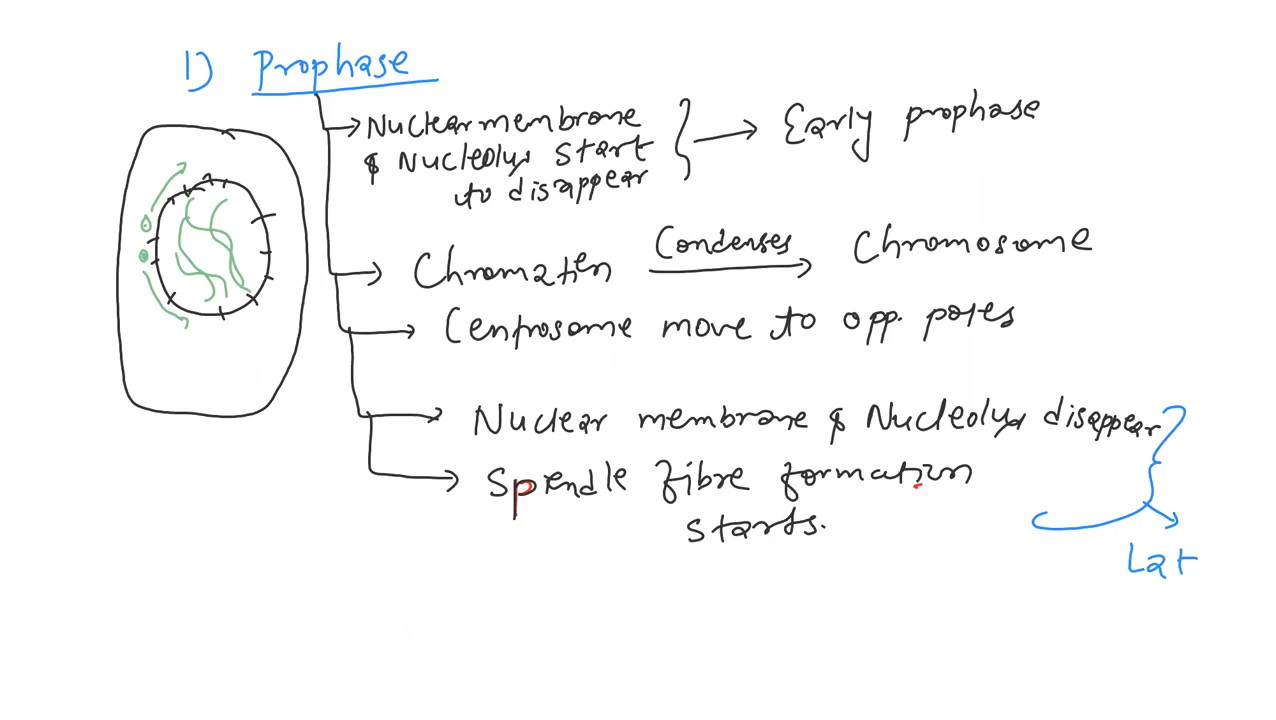 1) Prophase
Nuclear membrane
& Nucleolus start
to disappear
Early prophase
Chromatin Condenses Chromosome
Centrosome move to opp. poles
Nuclear membrane & Nucleolus disappear
Spindle fibre formation
starts.
Lat